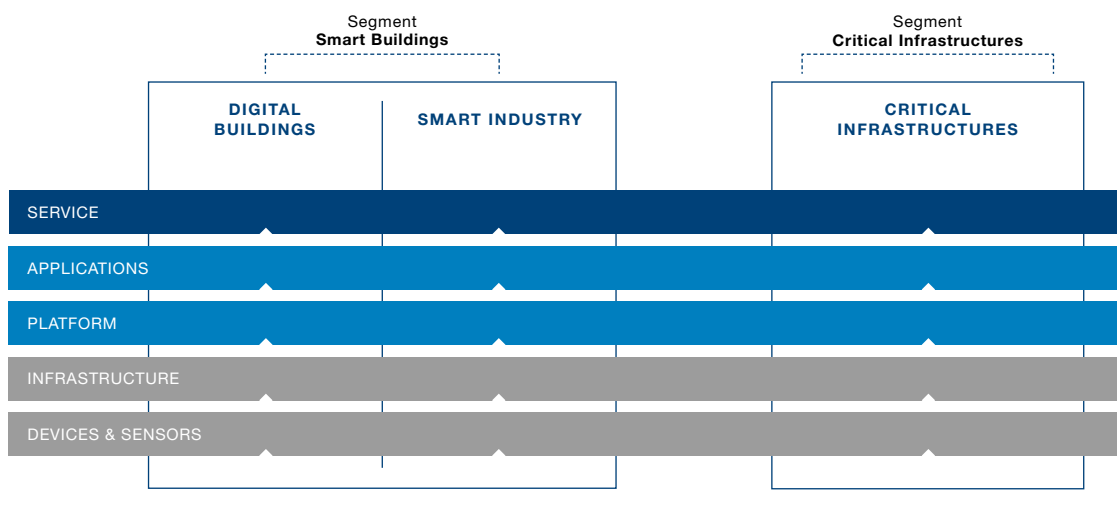 Segment
Smart Buildings
Segment
Critical Infrastructures
DIGITAL
BUILDINGS
SMART INDUSTRY
CRITICAL
INFRASTRUCTURES
SERVICE
APPLICATIONS
PLATFORM
INFRASTRUCTURE
DEVICES & SENSORS